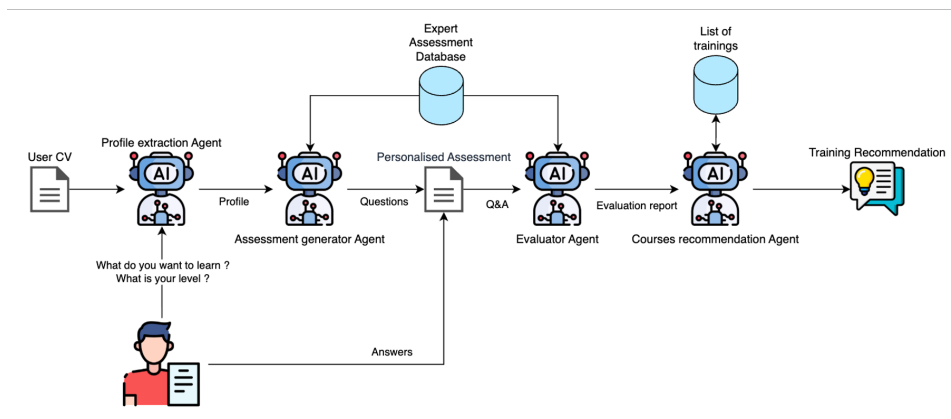 Expert
Assessment
Database
List of
trainings
User CV
Profile extraction Agent
AI
Profile
AI
Assessment generator Agent
Questions
Personalised Assessment
Q&A
AI
Evaluator Agent
Evaluation report
AI
Courses recommendation Agent
Training Recommendation
What do you want to learn ?
What is your level ?
Answers